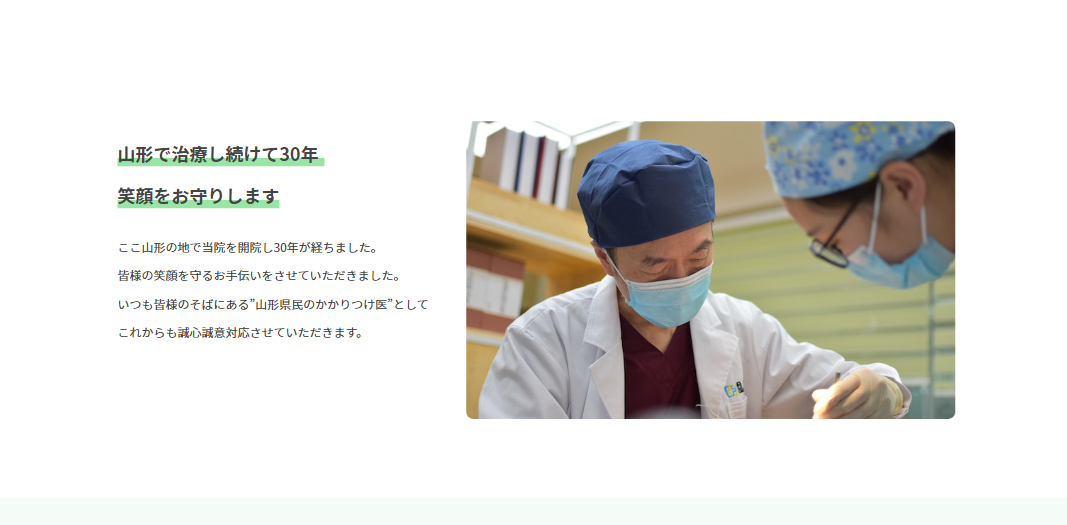 山形で治療し続けて30年
笑顔をお守りします
ここ山形の地で当院を開院し30年が経ちました。
皆様の笑顔を守るお手伝いをさせていただきました。
いつも皆様のそばにある”山形県民のかかりつけ医”として
これからも誠心誠意対応させていただきます。